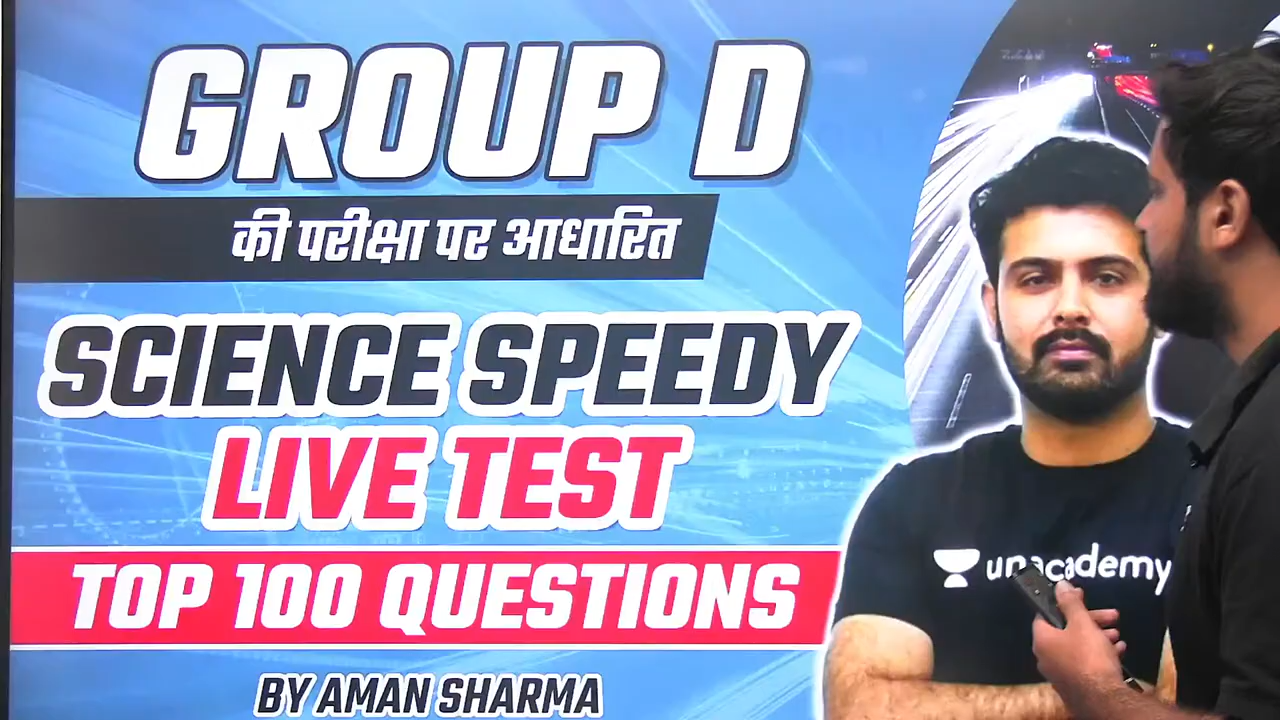 GROUP D
की परीक्षा पर आधारित
SCIENCE SPEEDY
LIVE TEST
TOP 100 QUESTIONS
BY AMAN SHARMA
unacademy